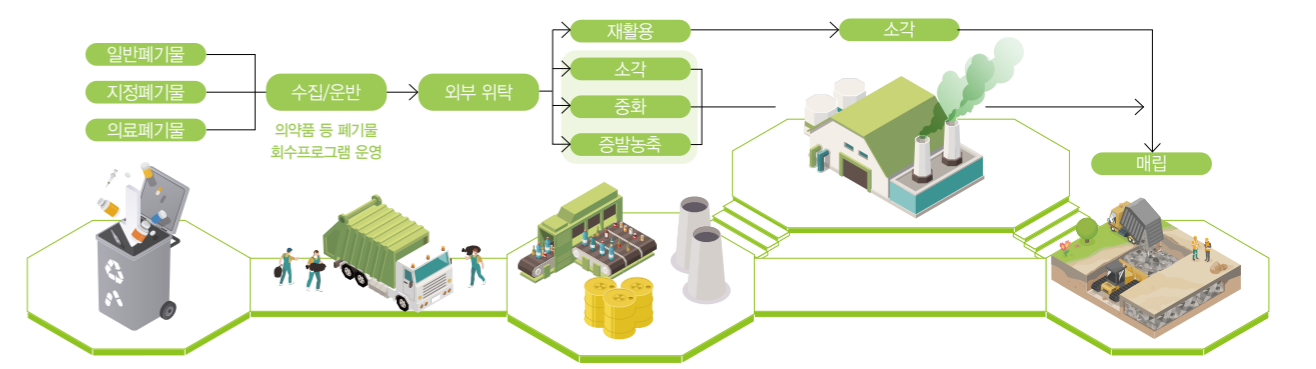 일반폐기물
지정폐기물
의료폐기물
수집/운반
의약품 등 폐기물
회수프로그램 운영
외부 위탁
재활용
소각
중화
증발농축
소각
매립